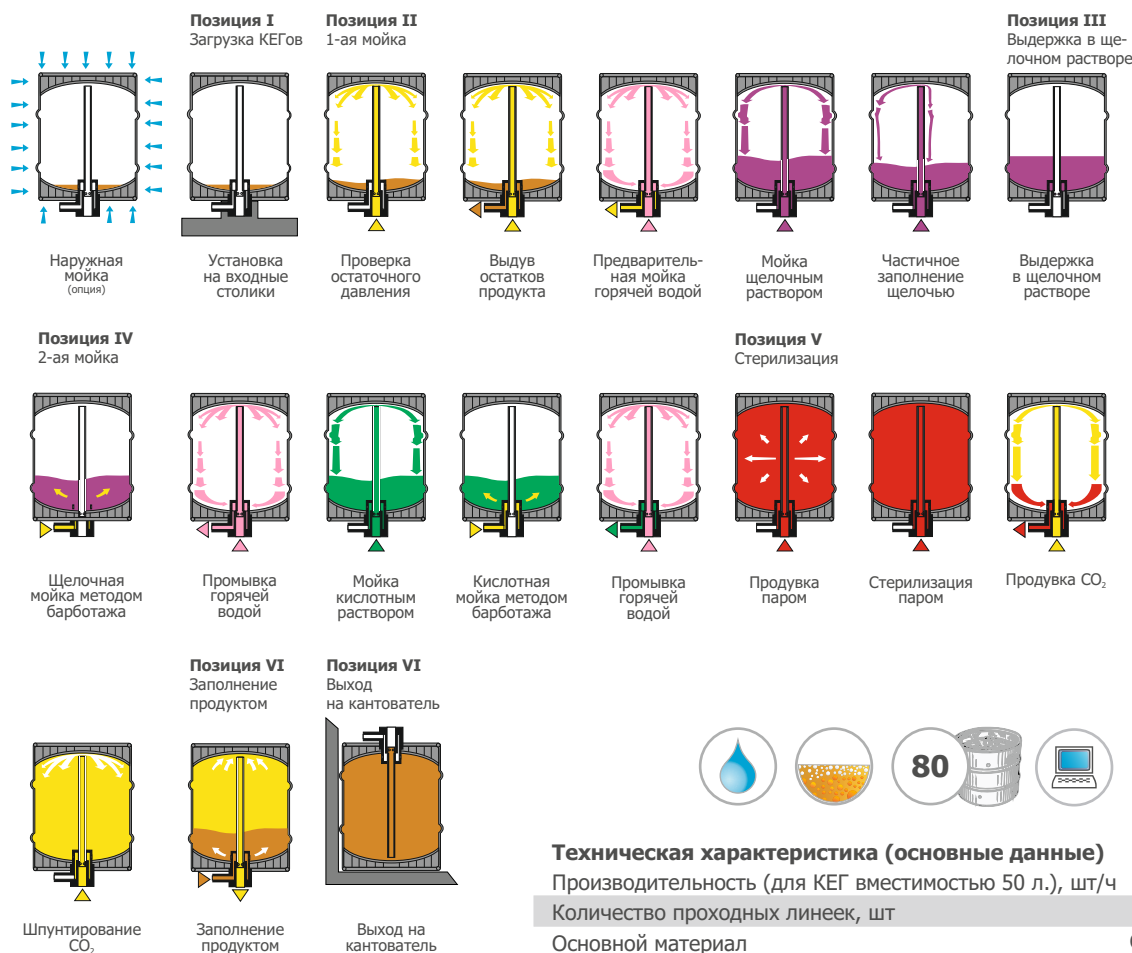 Позиция I
Загрузка КЕГов
Позиция II
1-ая мойка
Позиция III
Выдержка в ще-
лочном растворе
Наружная
мойка
(опция)
Установка
на входные
столики
Проверка
остаточного
давления
Выдув
остатков
продукта
Предваритель-
ная мойка
горячей водой
Мойка
щелочным
раствором
Частичное
заполнение
щелочью
Выдержка
в щелочном
растворе
Позиция IV
2-ая мойка
Позиция V
Стерилизация
Щелочная
мойка методом
барботажа
Промывка
горячей
водой
Мойка
кислотным
раствором
Кислотная
мойка методом
барботажа
Промывка
горячей
водой
Продувка
паром
Стерилизация
паром
Продувка CO₂
Позиция VI
Заполнение
продуктом
Позиция VI
Выход
на кантователь
Шпунтирование
CO₂
Заполнение
продуктом
Выход на
кантователь
80
Техническая характеристика (основные данные)
Производительность (для КЕГ вместимостью 50 л.), шт/ч
Количество проходных линеек, шт
Основной материал